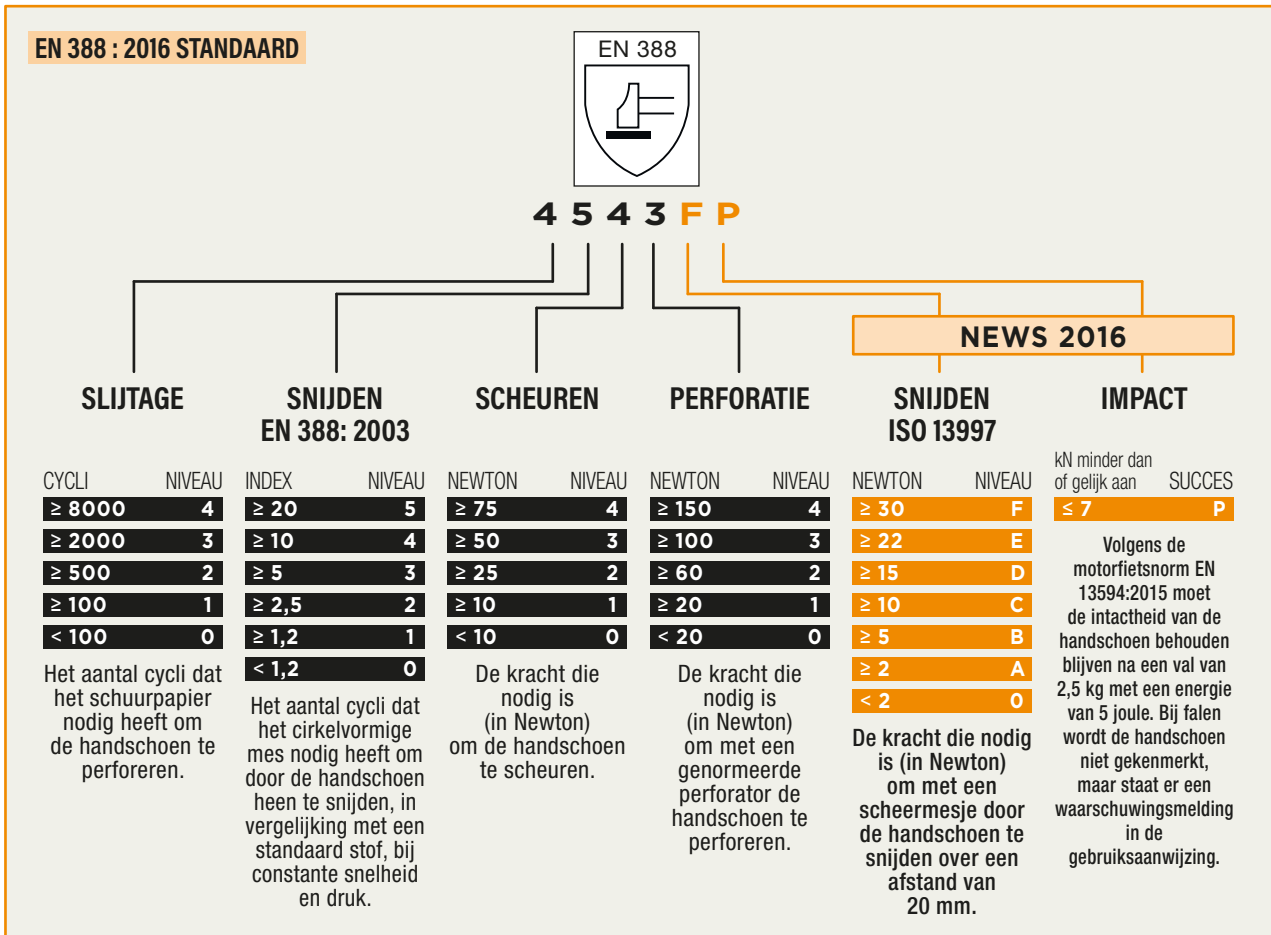 EN 388 : 2016 STANDAARD
EN 388
4 5 4 3 F P
NEWS 2016
SLIJTAGE
CYCLI NIVEAU
≥ 8000 4
≥ 2000 3
≥ 500 2
≥ 100 1
< 100 0
Het aantal cycli dat
het schuurpapier
nodig heeft om
de handschoen te
perforeren.
SNIJDEN
EN 388: 2003
INDEX NIVEAU
≥ 20 5
≥ 10 4
≥ 5 3
≥ 2,5 2
≥ 1,2 1
< 1,2 0
Het aantal cycli dat
het cirkelvormige
mes nodig heeft om
door de handschoen
heen te snijden, in
vergelijking met een
standaard stof, bij
constante snelheid
en druk.
SCHEUREN
NEWTON NIVEAU
≥ 75 4
≥ 50 3
≥ 25 2
≥ 10 1
< 10 0
De kracht die
nodig is
(in Newton)
om de handschoen
te scheuren.
PERFORATIE
NEWTON NIVEAU
≥ 150 4
≥ 100 3
≥ 60 2
≥ 20 1
< 20 0
De kracht die
nodig is
(in Newton)
om met een
genormeerde
perforator de
handschoen te
perforeren.
SNIJDEN
ISO 13997
NEWTON NIVEAU
≥ 30 F
≥ 22 E
≥ 15 D
≥ 10 C
≥ 5 B
≥ 2 A
< 2 0
De kracht die nodig
is (in Newton)
om met een
scheermesje door
de handschoen te
snijden over een
afstand van
20 mm.
IMPACT
kN minder dan
of gelijk aan SUCCES
≤ 7 P
Volgens de
motorfietsnorm EN
13594:2015 moet
de intactheid van de
handschoen behouden
blijven na een val van
2,5 kg met een energie
van 5 joule. Bij falen
wordt de handschoen
niet gekenmerkt,
maar staat er een
waarschuwingsmelding
in de
gebruiksaanwijzing.